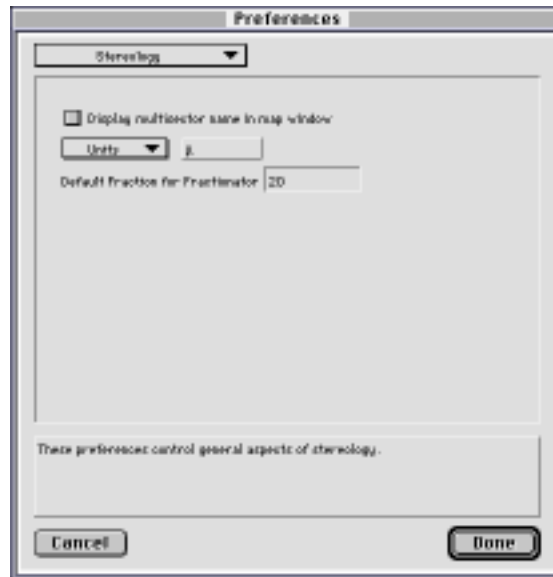 Preferences
Stereology
Display multisector name in map window
Units µ
Default Fraction for Fractionator 20
These preferences control general aspects of stereology.
Cancel Done